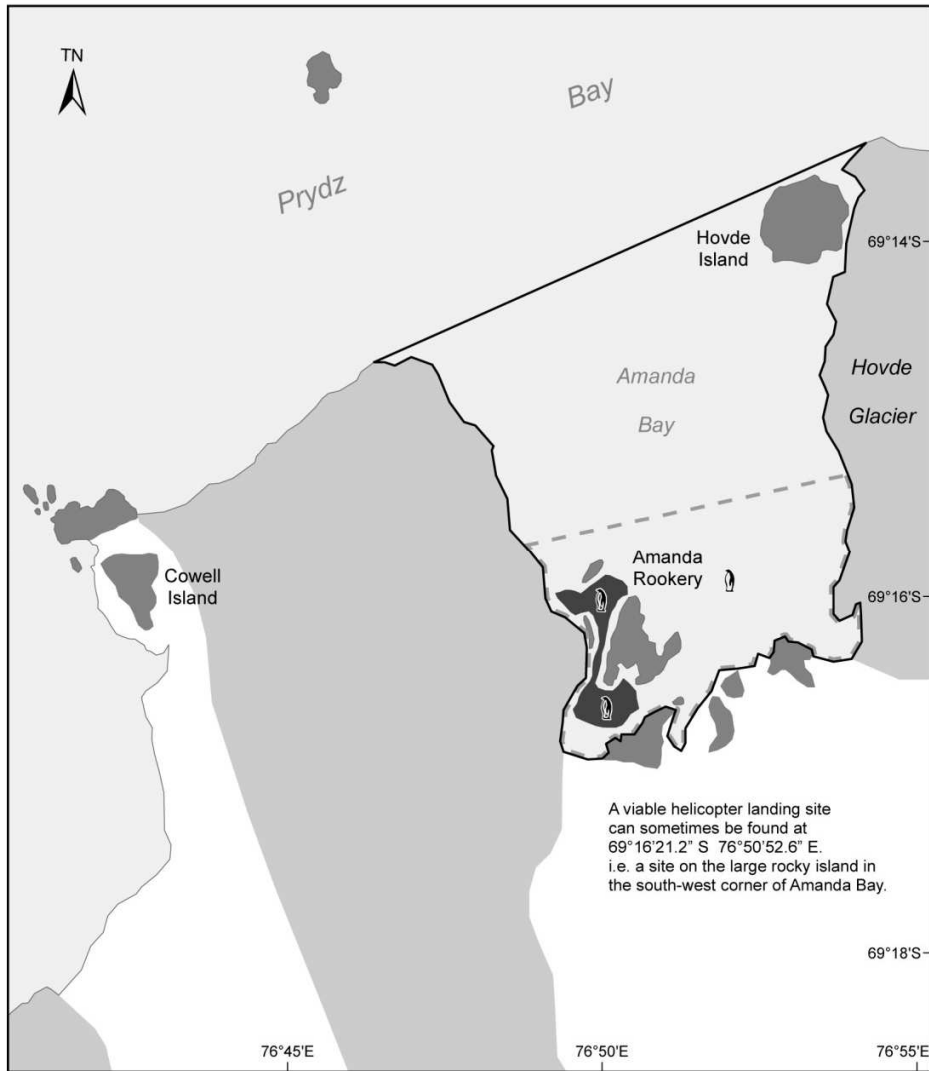 TN
Bay
Prydz
Hovde
Island
69°14'S
Amanda
Bay
Hovde
Glacier
Amanda
Rookery
Cowell
Island
69°16'S
A viable helicopter landing site
can sometimes be found at
69°16'21.2" S  76°50'52.6" E.
i.e. a site on the large rocky island in
the south-west corner of Amanda Bay.
69°18'S
76°45'E
76°50'E
76°55'E